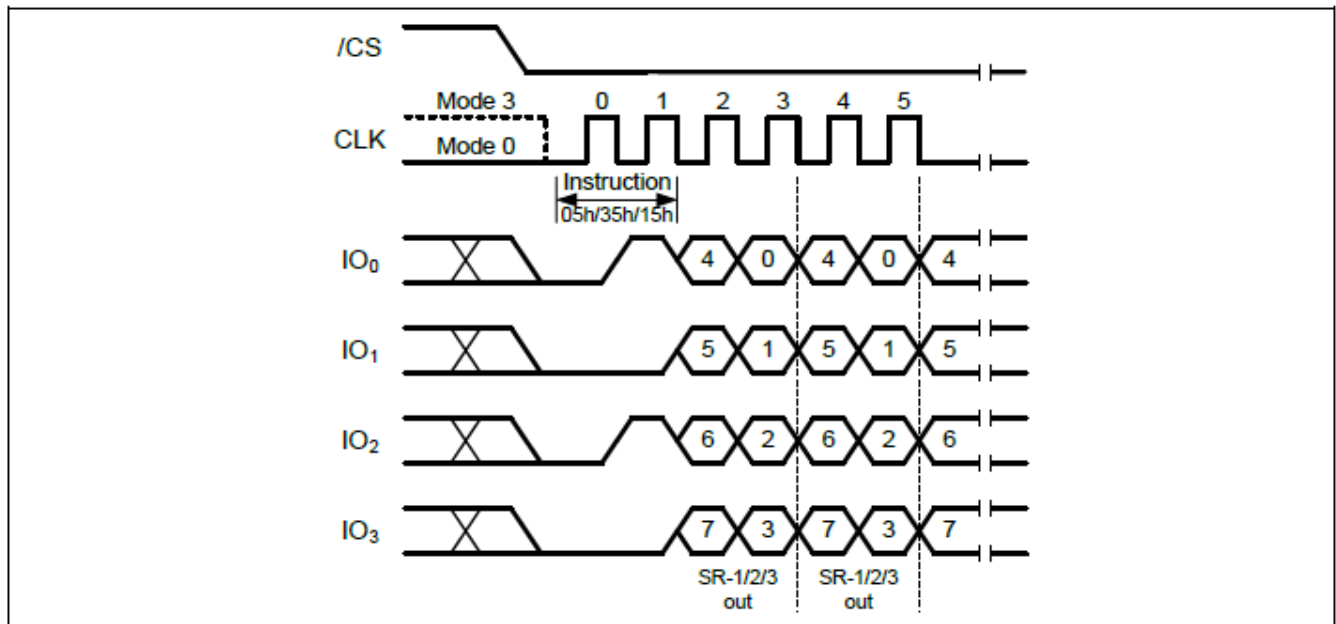 /CS
Mode 3 0 1 2 3 4 5
CLK
Mode 0
Instruction
05h/35h/15h
IO₀ 4 0 4 0 4
IO₁ 5 1 5 1 5
IO₂ 6 2 6 2 6
IO₃ 7 3 7 3 7
SR-1/2/3 SR-1/2/3
out out